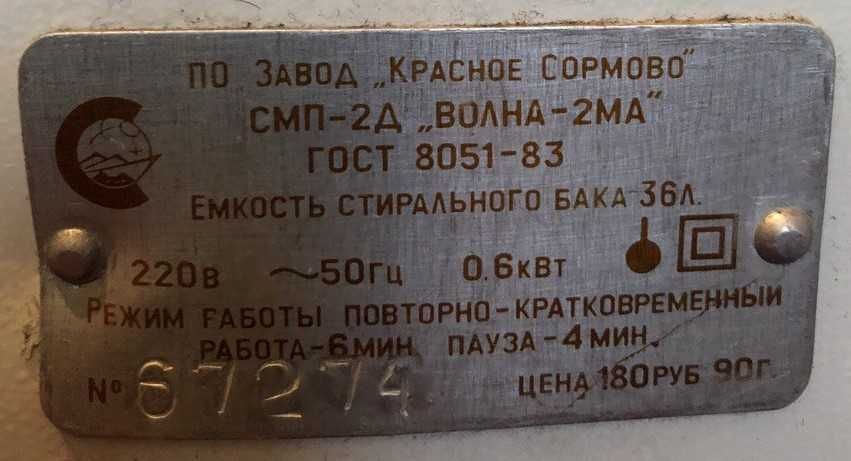 ПО ЗАВОД „КРАСНОЕ СОРМОВО"
СМП-2Д „ВОЛНА-2МА"
ГОСТ 8051-83
ЕМКОСТЬ СТИРАЛЬНОГО БАКА 36Л.
220В ~50ГЦ 0.6КВТ
РЕЖИМ РАБОТЫ ПОВТОРНО-КРАТКОВРЕМЕННЫЙ
РАБОТА-6МИН. ПАУЗА-4МИН.
№ 67274 ЦЕНА 180РУБ 90Г.